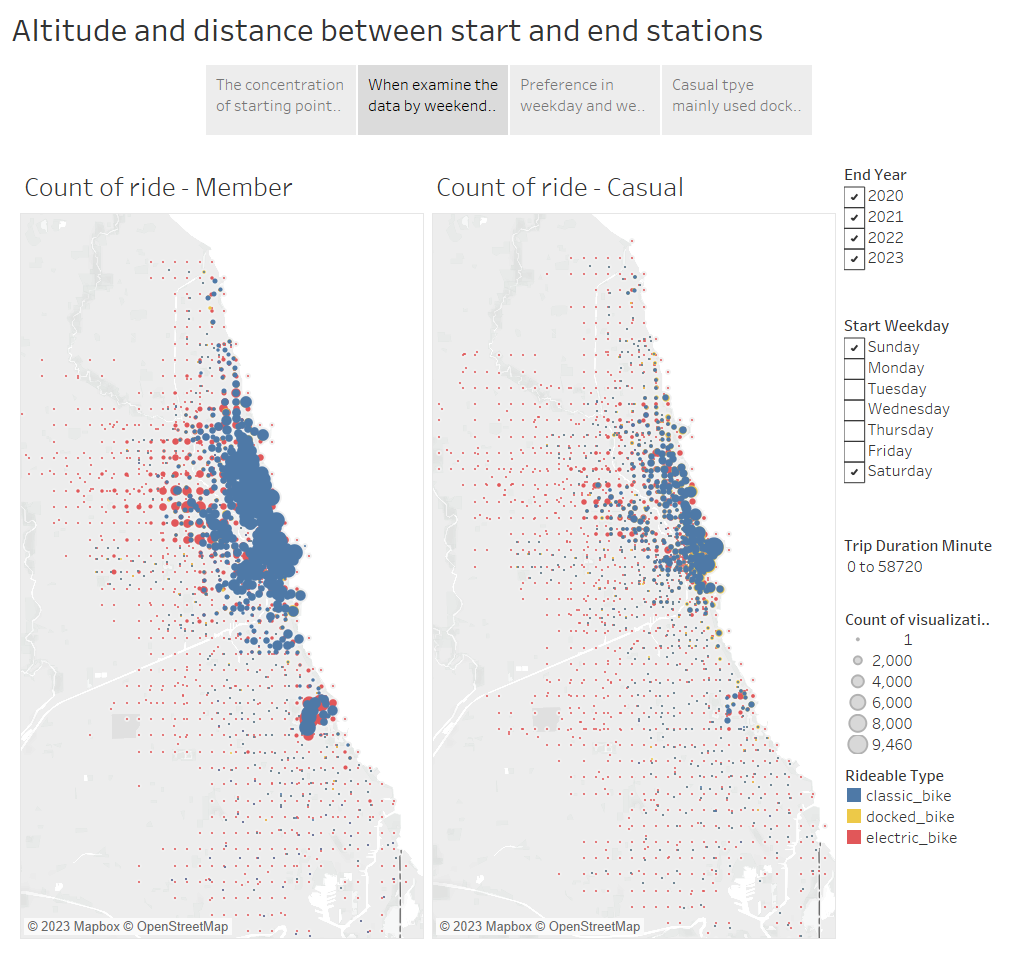 Altitude and distance between start and end stations
The concentration
of starting point..
When examine the
data by weekend..
Preference in
weekday and we..
Casual tpye
mainly used dock..
Count of ride - Member
Count of ride - Casual
© 2023 Mapbox © OpenStreetMap
© 2023 Mapbox © OpenStreetMap
End Year
2020
2021
2022
2023
Start Weekday
Sunday
Monday
Tuesday
Wednesday
Thursday
Friday
Saturday
Trip Duration Minute
0 to 58720
Count of visualizati..
1
2,000
4,000
6,000
8,000
9,460
Rideable Type
classic_bike
docked_bike
electric_bike